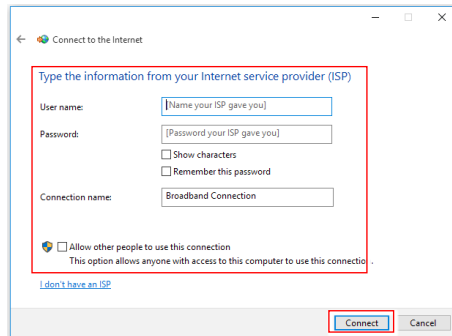 Connect to the Internet
Type the information from your Internet service provider (ISP)
User name:
[Name your ISP gave you]
Password:
[Password your ISP gave you]
Show characters
Remember this password
Connection name:
Broadband Connection
Allow other people to use this connection
This option allows anyone with access to this computer to use this connection.
I don't have an ISP
Connect
Cancel